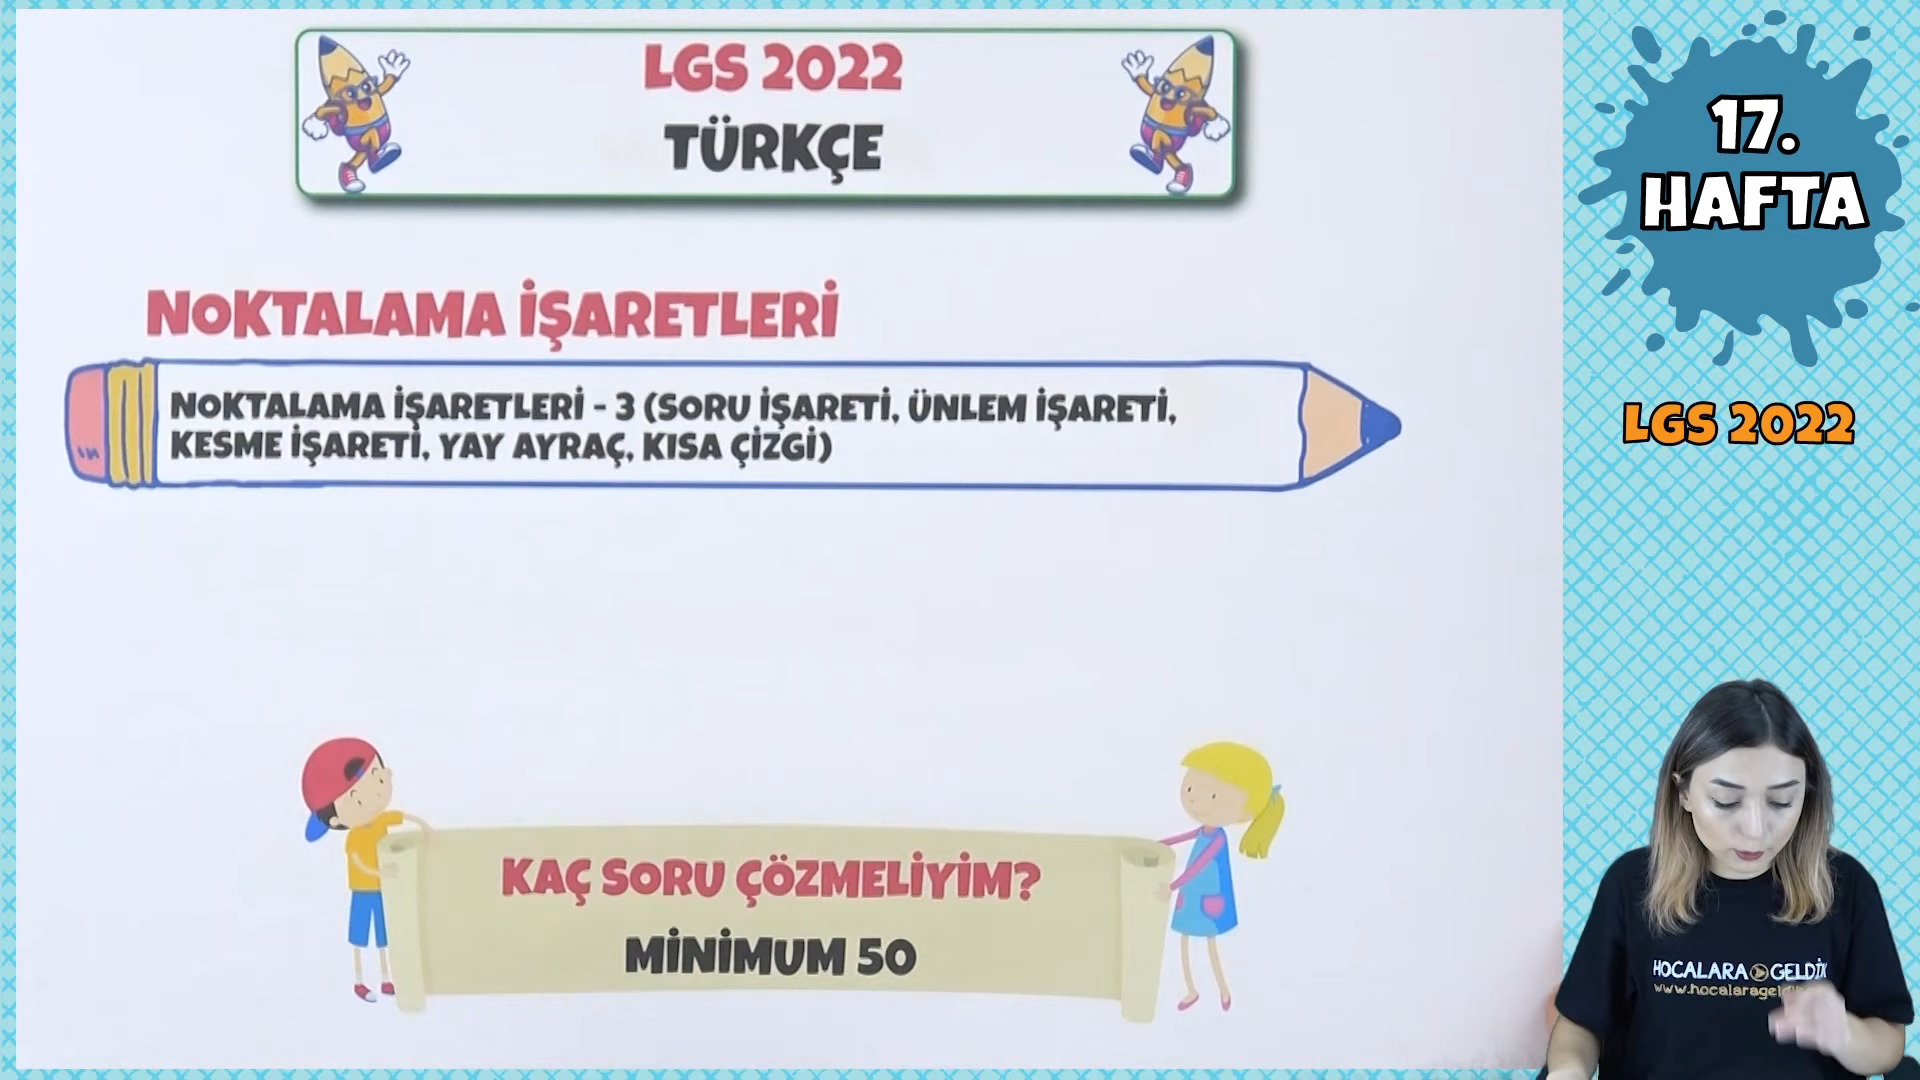 LGS 2022
TÜRKÇE
NOKTALAMA İŞARETLERİ
NOKTALAMA İŞARETLERİ - 3 (SORU İŞARETİ, ÜNLEM İŞARETİ,
KESME İŞARETİ, YAY AYRAÇ, KISA ÇİZGİ)
KAÇ SORU ÇÖZMELİYİM?
MİNİMUM 50
17.
HAFTA
LGS 2022
HOCALARA GELDİK